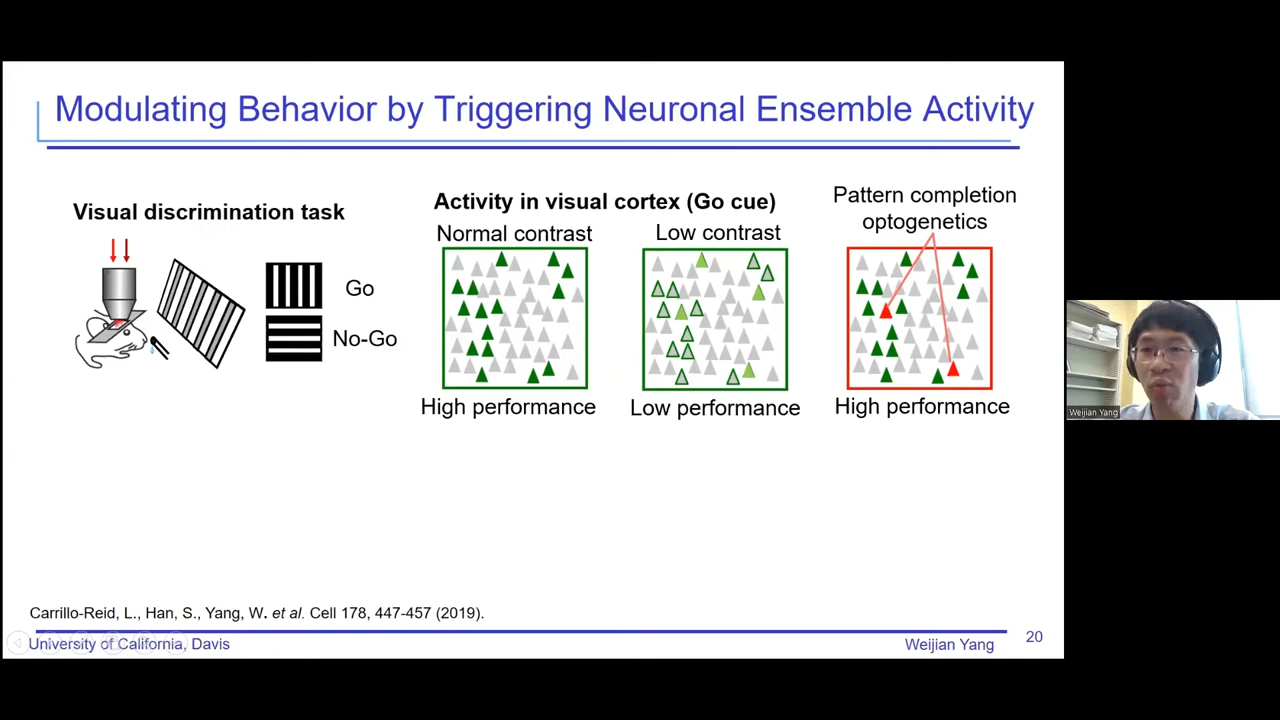 Modulating Behavior by Triggering Neuronal Ensemble Activity
Visual discrimination task
Go
No-Go
Activity in visual cortex (Go cue)
Normal contrast
Low contrast
High performance
Low performance
Pattern completion
optogenetics
High performance
Weijian Yang
Carrillo-Reid, L., Han, S., Yang, W. et al. Cell 178, 447-457 (2019).
University of California, Davis
Weijian Yang
20